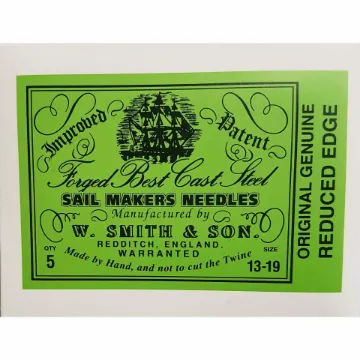 Improved Patent
Forged Best Cast Steel
SAIL MAKERS NEEDLES
Manufactured by
W. SMITH & SON.
REDDITCH, ENGLAND.
WARRANTED
Made by Hand, and not to cut the Twine
QTY
5
SIZE
13-19
ORIGINAL GENUINE
REDUCED EDGE